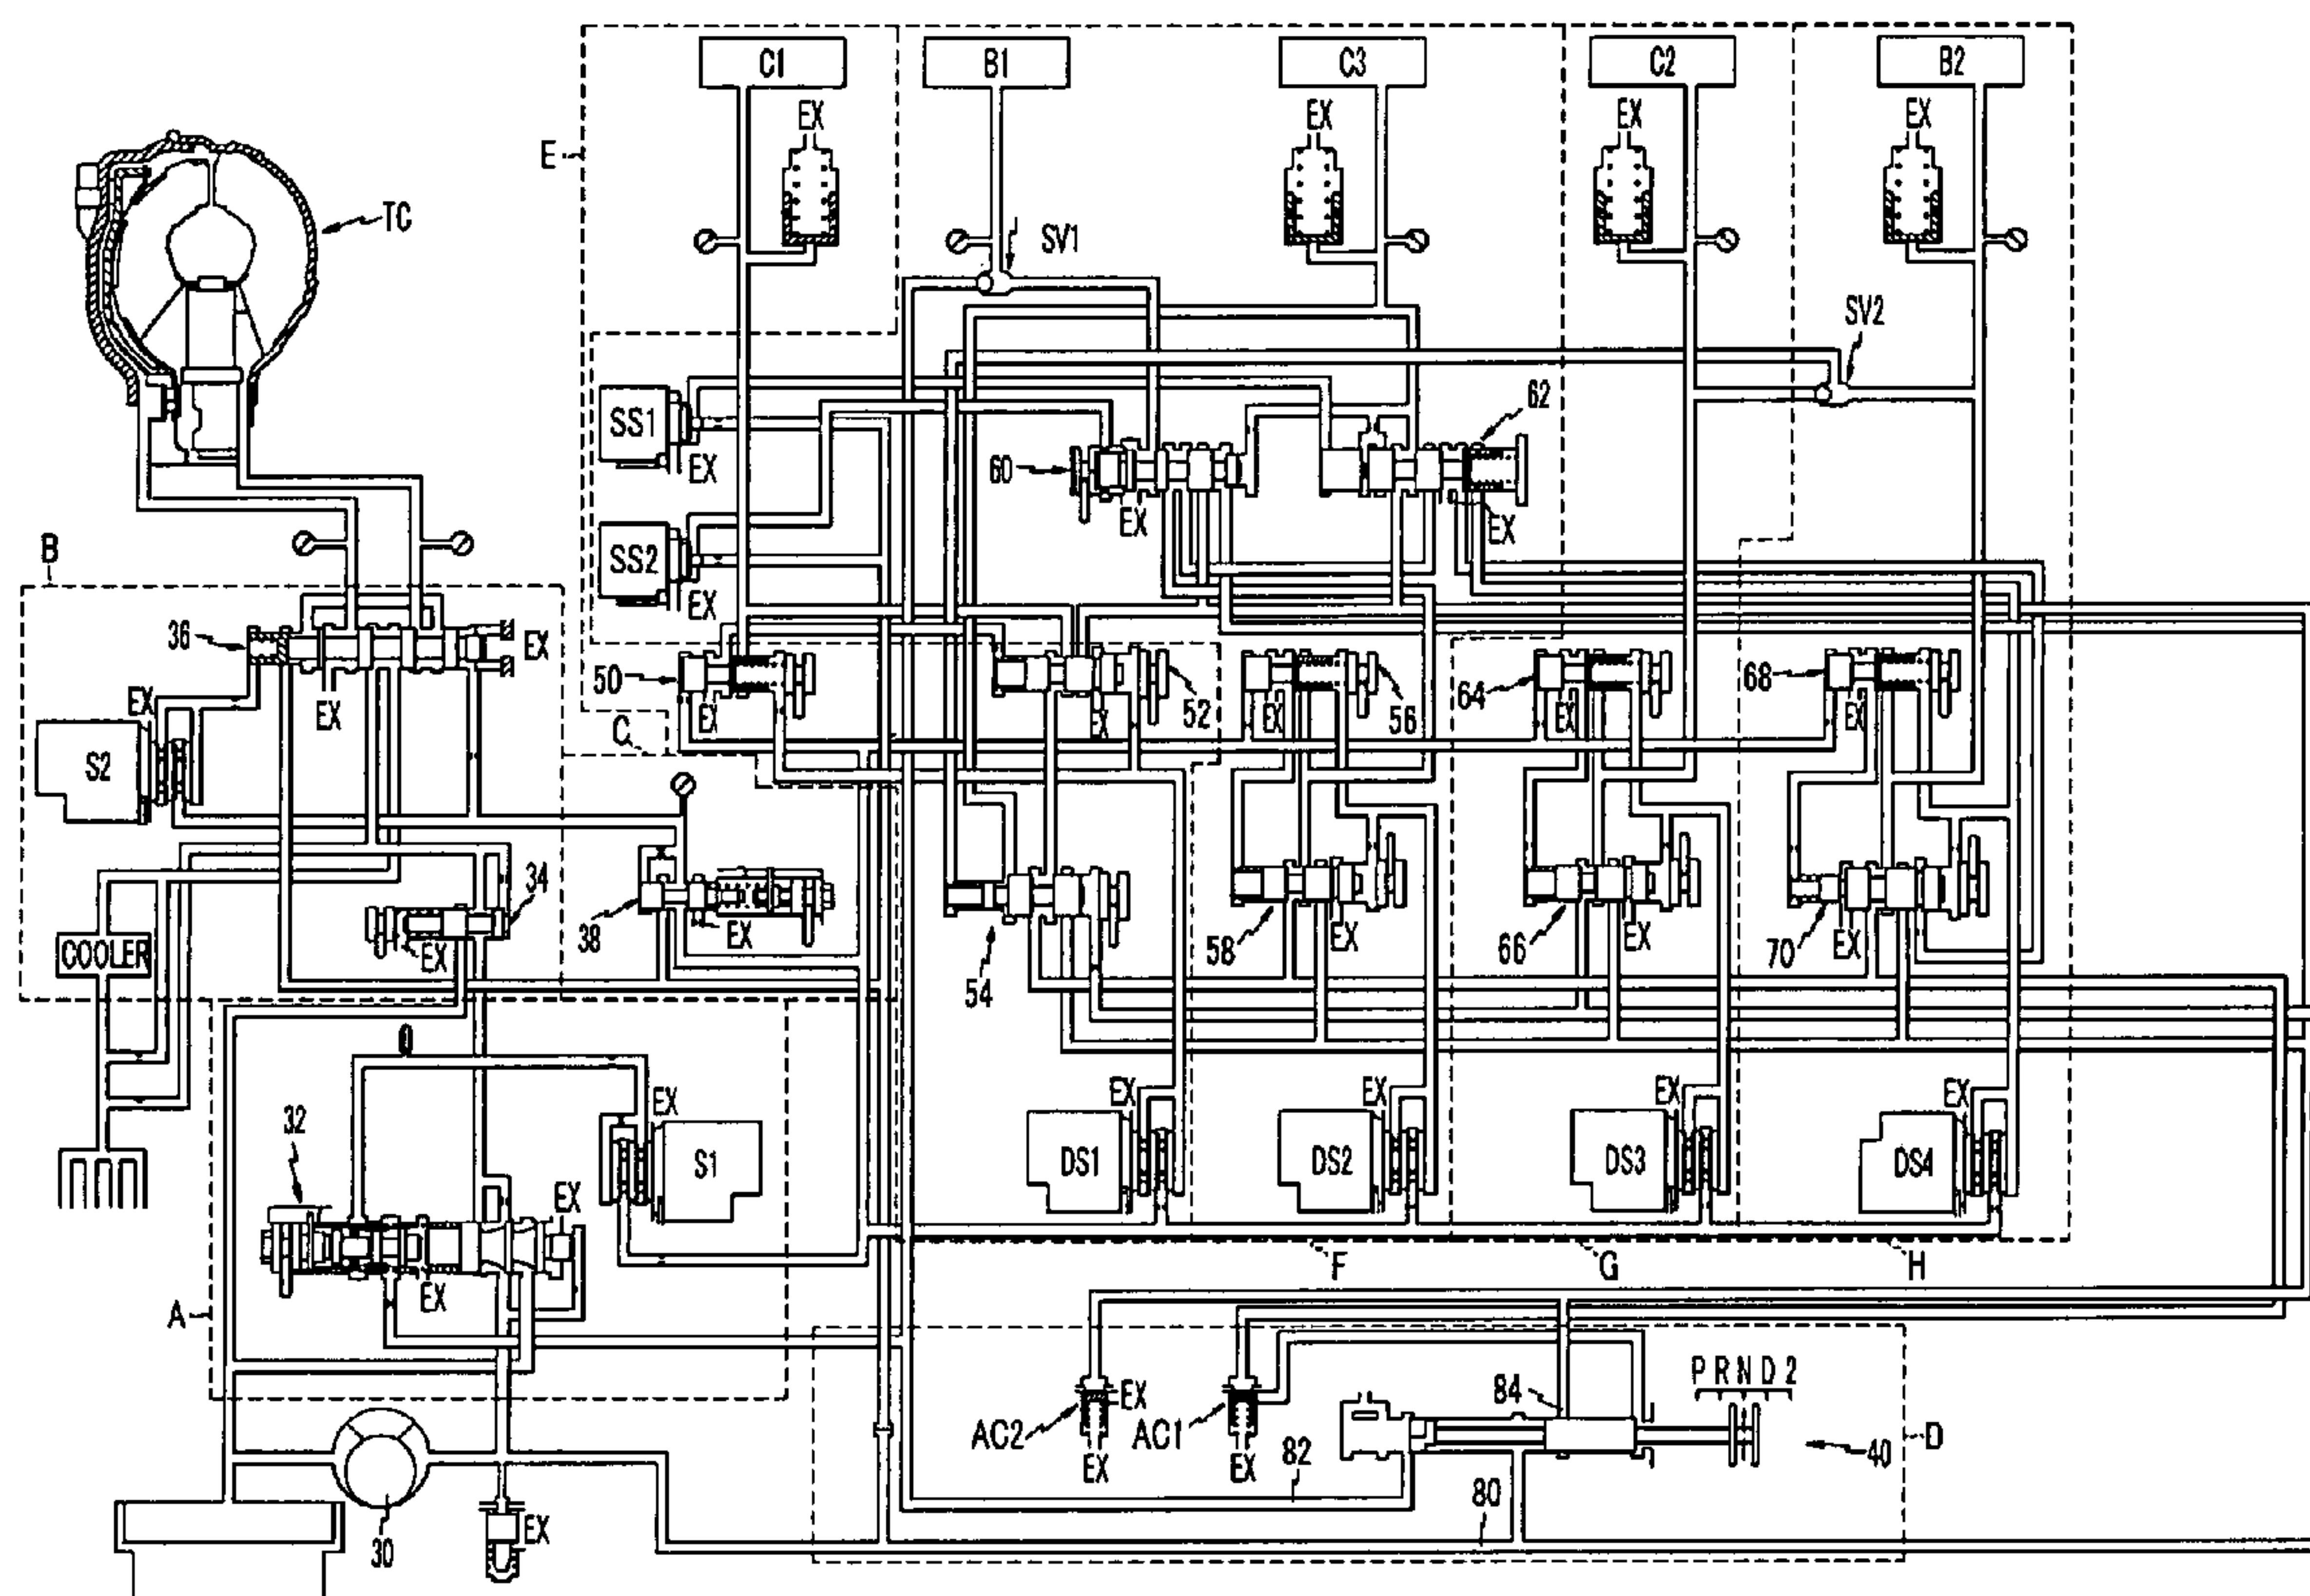 C1
B1
C3
C2
B2
EX
EX
EX
EX
E
TC
SV1
SV2
SS1
EX
62
60
EX
EX
SS2
EX
B
36
EX
EX
EX
50
EX
EX
52
EX
56
64
EX
68
EX
C
S2
34
38
EX
EX
COOLER
54
58
EX
66
EX
70
EX
EX
EX
EX
EX
32
EX
S1
DS1
DS2
DS3
DS4
EX
EX
A
F
G
H
P R N D 2
84
AC2
EX
AC1
EX
EX
82
40
D
80
30
EX